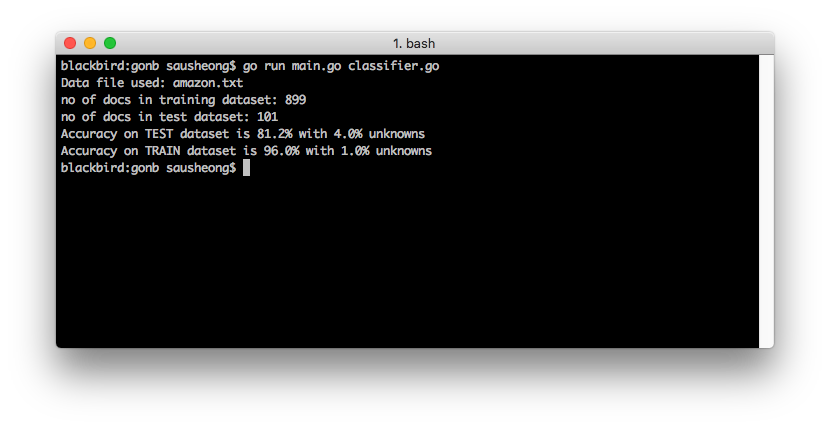 1. bash
blackbird:gonb sausheong$ go run main.go classifier.go
Data file used: amazon.txt
no of docs in training dataset: 899
no of docs in test dataset: 101
Accuracy on TEST dataset is 81.2% with 4.0% unknowns
Accuracy on TRAIN dataset is 96.0% with 1.0% unknowns
blackbird:gonb sausheong$